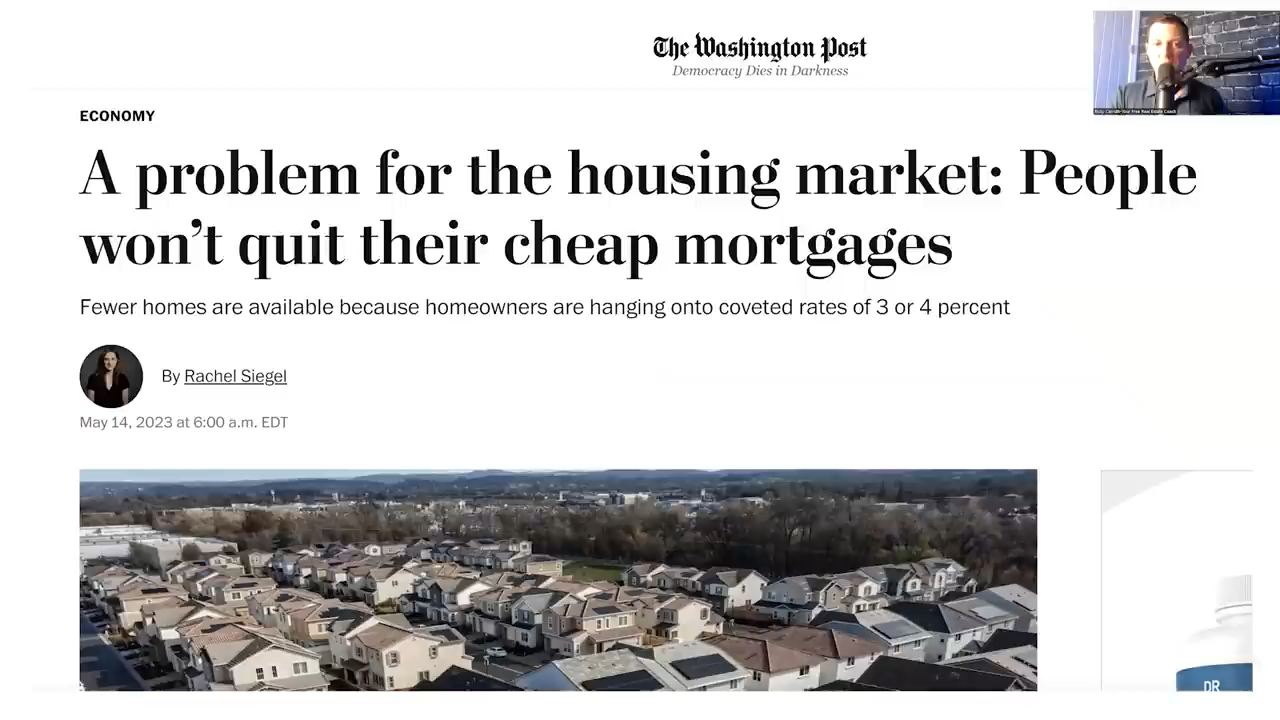 The Washington Post
Democracy Dies in Darkness
ECONOMY
A problem for the housing market: People
won't quit their cheap mortgages
Fewer homes are available because homeowners are hanging onto coveted rates of 3 or 4 percent
By Rachel Siegel
May 14, 2023 at 6:00 a.m. EDT
DR